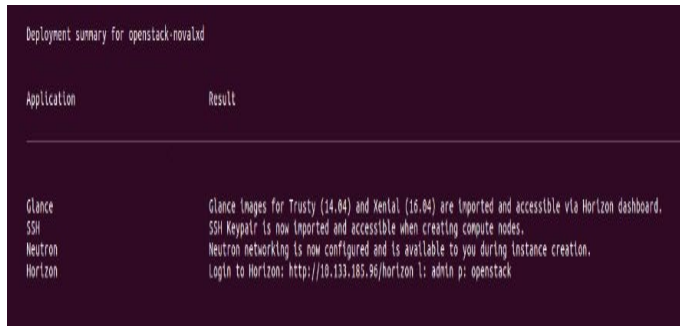 Deployment summary for openstack-novalxd
Application Result
Glance Glance images for Trusty (14.04) and Xenial (16.04) are imported and accessible via Horizon dashboard.
SSH SSH Keypair is now imported and accessible when creating compute nodes.
Neutron Neutron networking is now configured and is available to you during instance creation.
Horizon Login to Horizon: http://10.133.185.96/horizon l: admin p: openstack